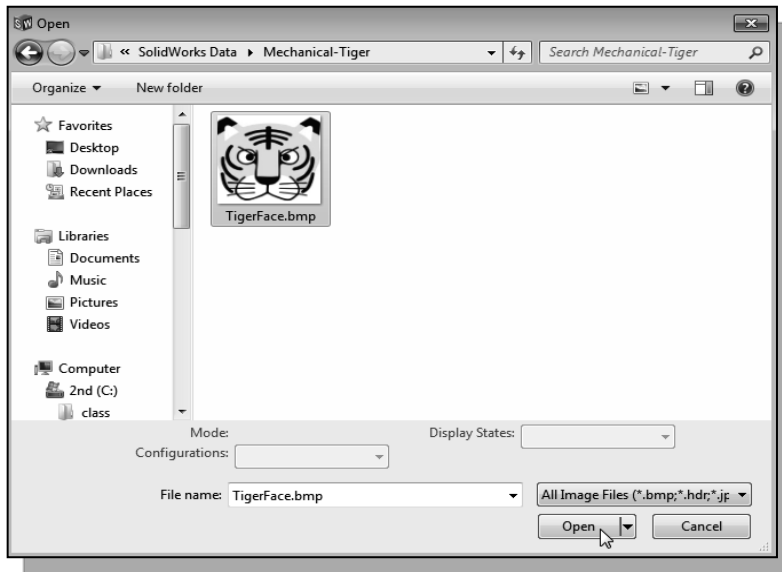 SW Open
« SolidWorks Data ▸ Mechanical-Tiger
Search Mechanical-Tiger
Organize
New folder
Favorites
Desktop
Downloads
Recent Places
Libraries
Documents
Music
Pictures
Videos
Computer
2nd (C:)
class
TigerFace.bmp
Mode:
Configurations:
Display States:
File name: TigerFace.bmp
All Image Files (*.bmp;*.hdr;*.jp
Open
Cancel